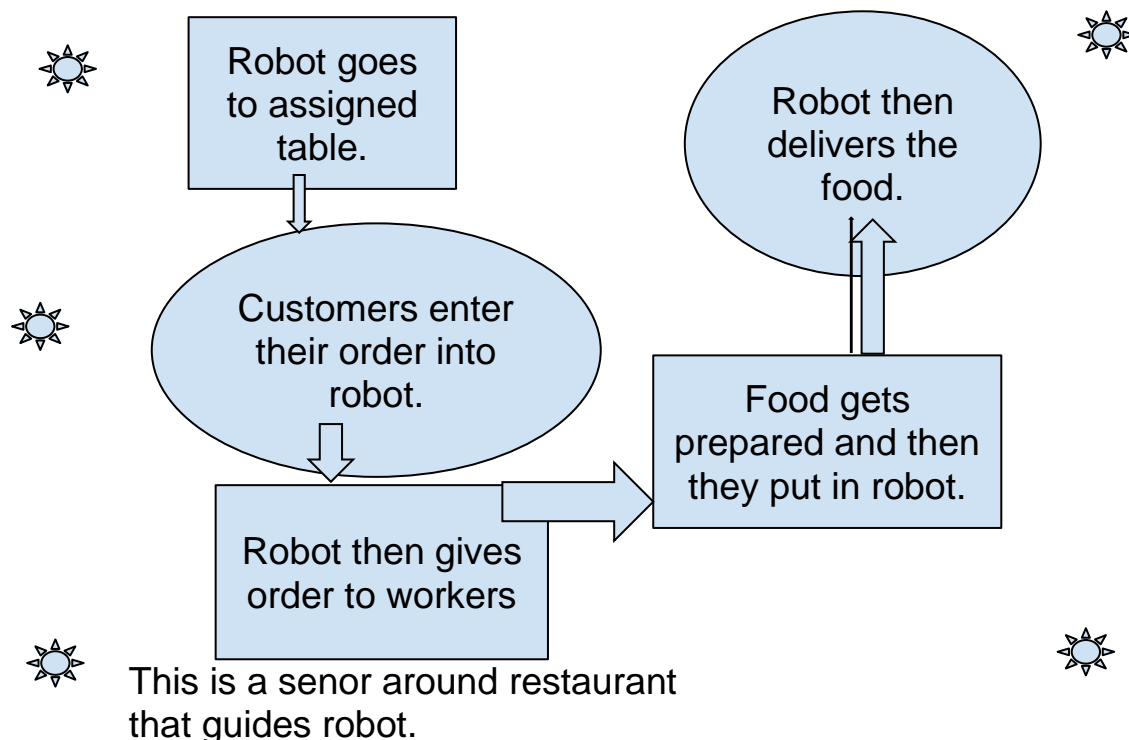 Robot goes
to assigned
table.
Customers enter
their order into
robot.
Robot then gives
order to workers
Food gets
prepared and then
they put in robot.
Robot then
delivers the
food.
This is a senor around restaurant
that guides robot.